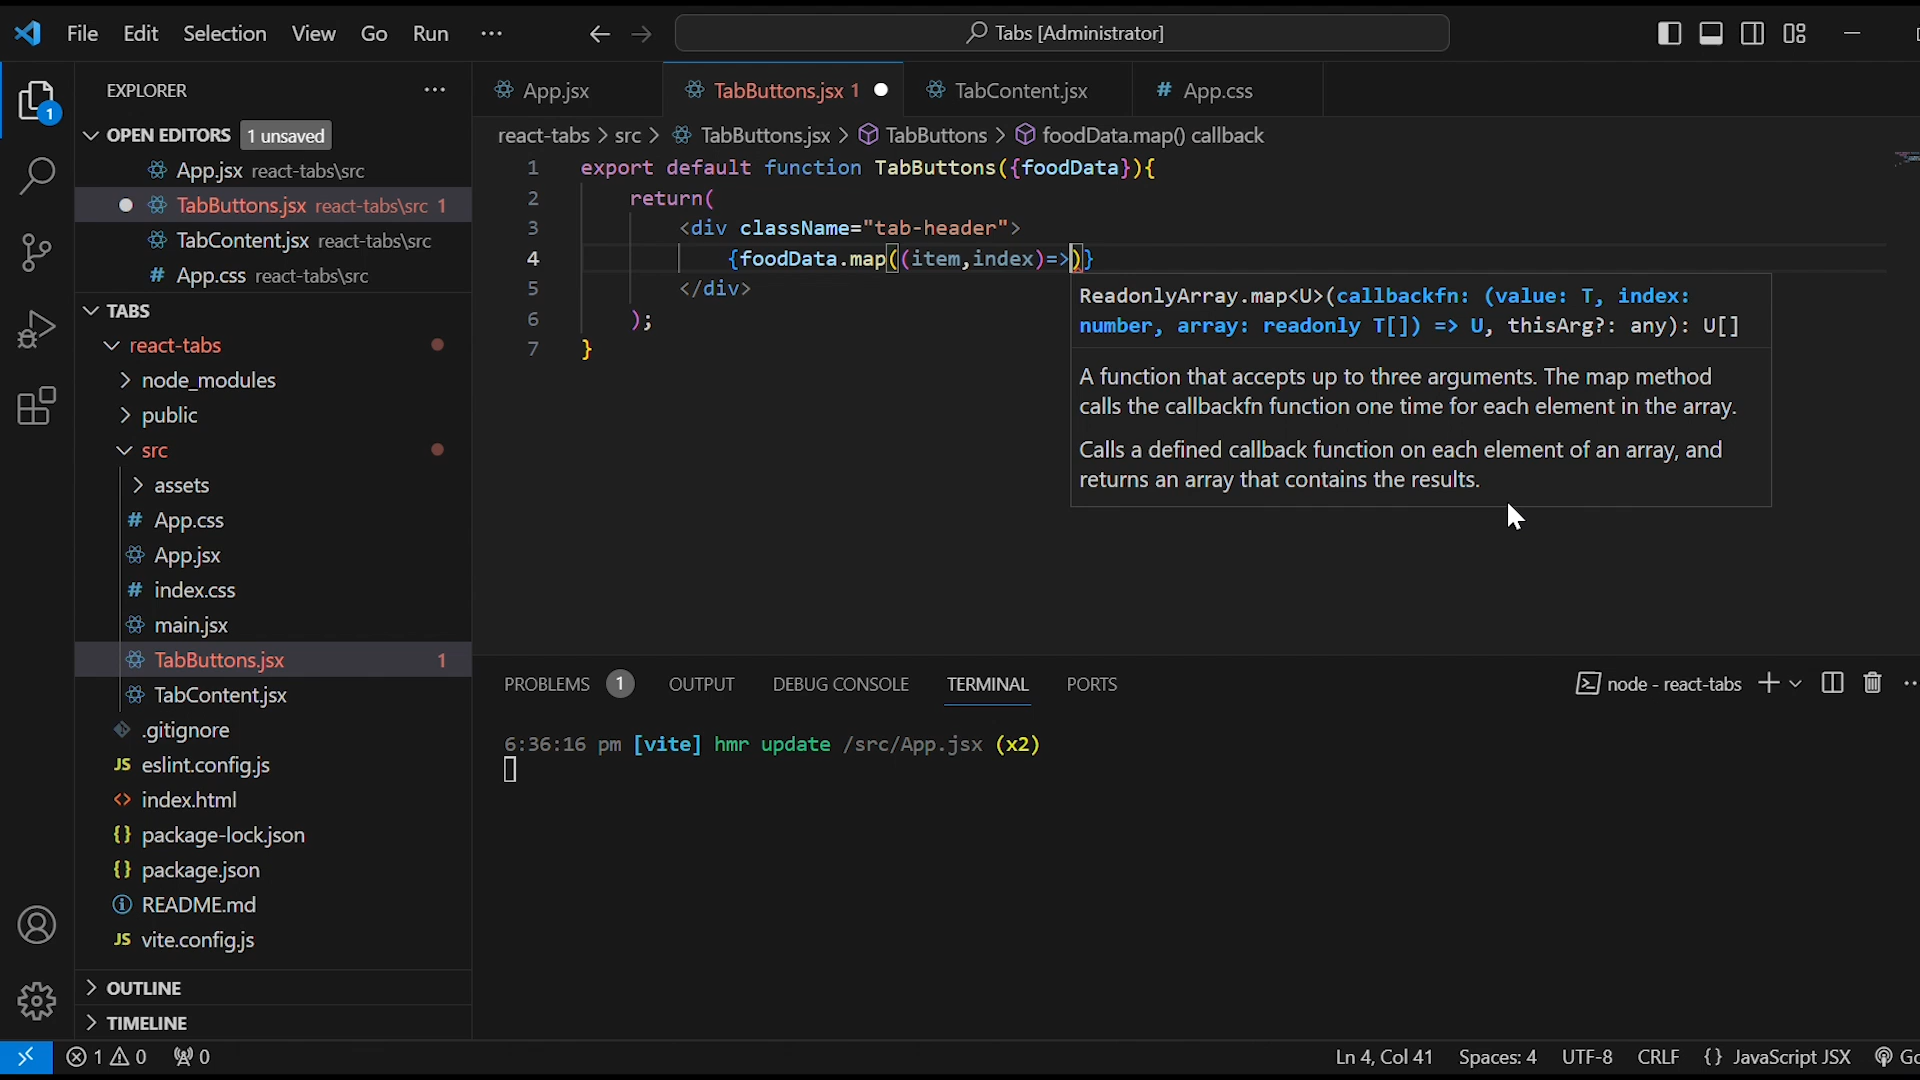 File Edit Selection View Go Run ··· Tabs [Administrator]
EXPLORER
OPEN EDITORS 1 unsaved
App.jsx react-tabs\src
TabButtons.jsx react-tabs\src 1
TabContent.jsx react-tabs\src
# App.css react-tabs\src
TABS
react-tabs
node_modules
public
src
assets
# App.css
App.jsx
# index.css
main.jsx
TabButtons.jsx 1
TabContent.jsx
.gitignore
JS eslint.config.js
<> index.html
{} package-lock.json
{} package.json
README.md
JS vite.config.js
OUTLINE
TIMELINE
App.jsx TabButtons.jsx 1 TabContent.jsx # App.css
react-tabs > src > TabButtons.jsx > TabButtons > foodData.map() callback
1 export default function TabButtons({foodData}){
2 return(
3 <div className="tab-header">
4 {foodData.map((item,index)=>)}
5 </div>
6 );
7 }
ReadonlyArray.map<U>(callbackfn: (value: T, index:
number, array: readonly T[]) => U, thisArg?: any): U[]
A function that accepts up to three arguments. The map method
calls the callbackfn function one time for each element in the array.
Calls a defined callback function on each element of an array, and
returns an array that contains the results.
PROBLEMS 1 OUTPUT DEBUG CONSOLE TERMINAL PORTS node - react-tabs
6:36:16 pm [vite] hmr update /src/App.jsx (x2)
1 0 0 Ln 4, Col 41 Spaces: 4 UTF-8 CRLF {} JavaScript JSX Go
1